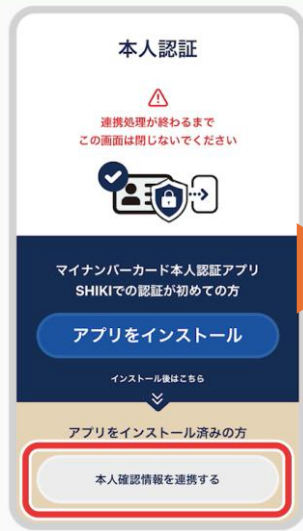 本人認証
連携処理が終わるまで
この画面は閉じないでください
マイナンバーカード本人認証アプリ
SHIKIでの認証が初めての方
アプリをインストール
インストール後はこちら
アプリをインストール済みの方
本人確認情報を連携する